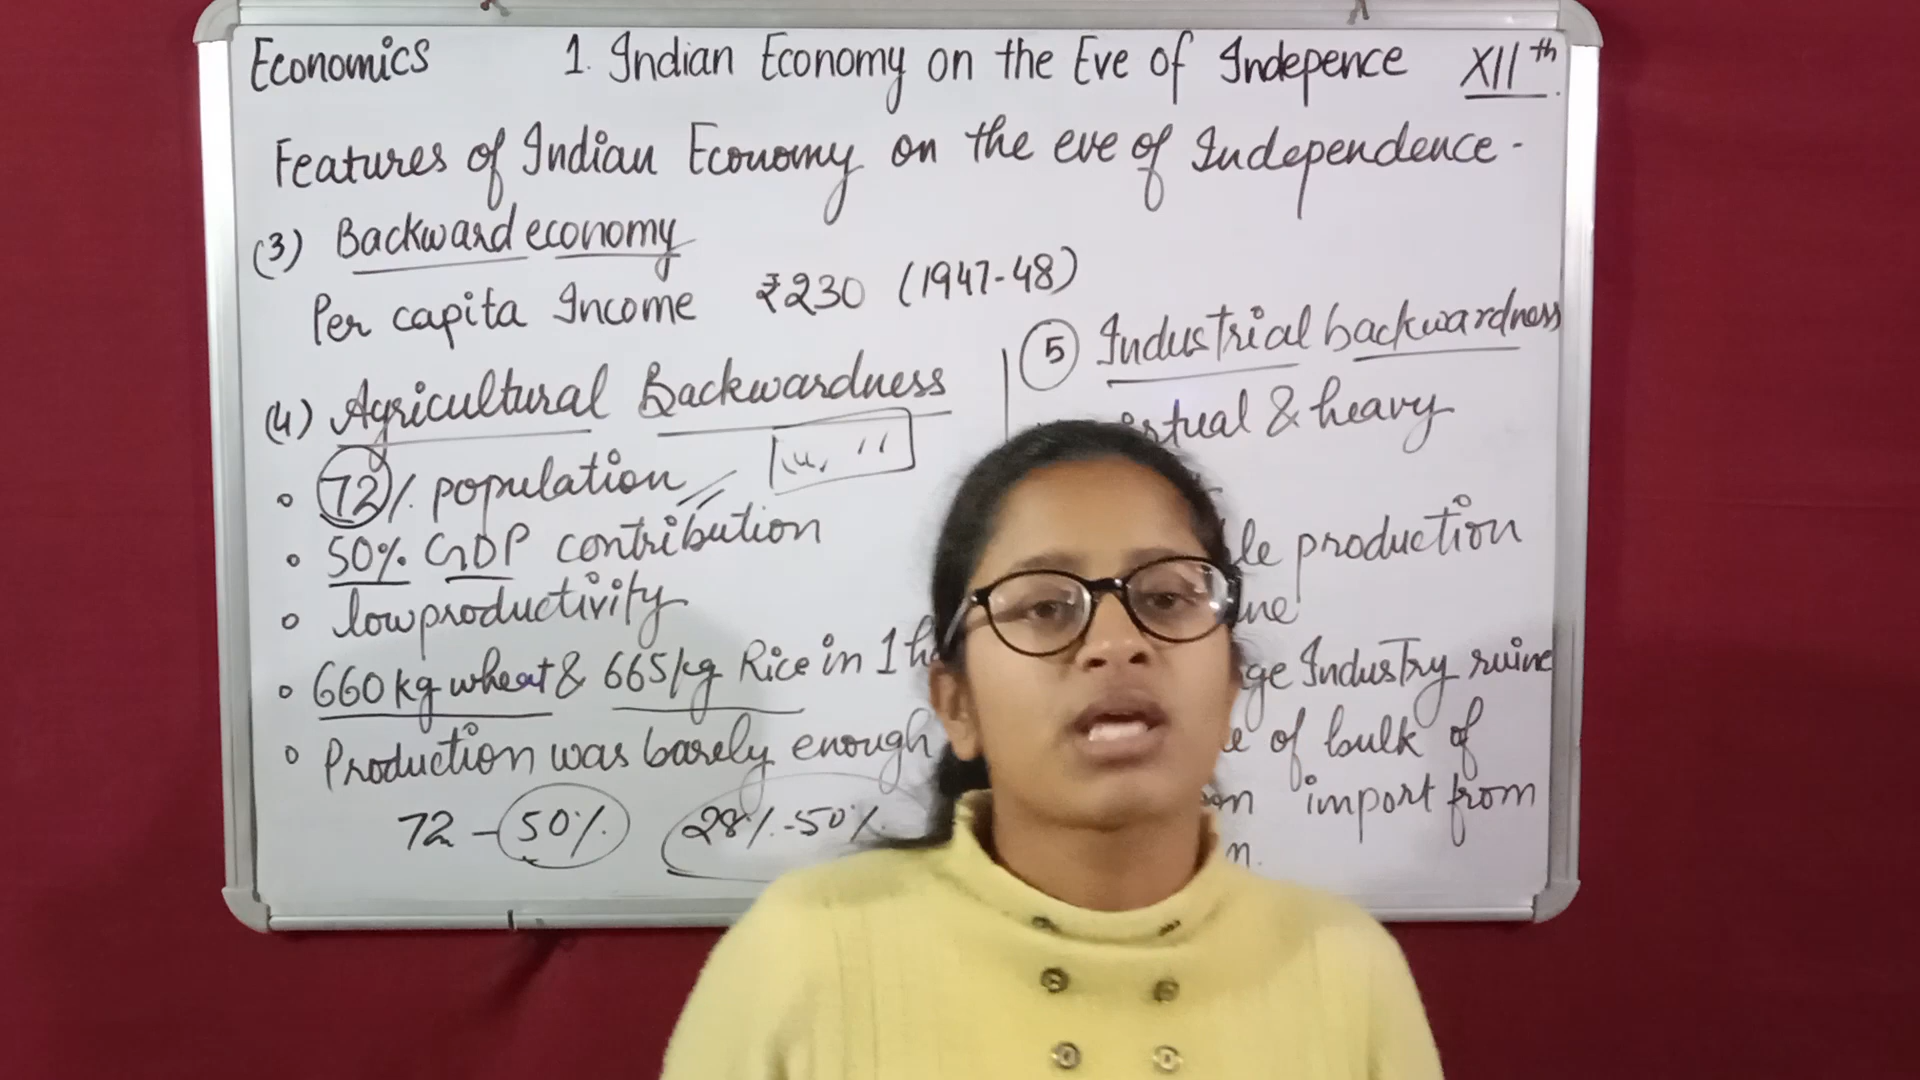 Economics 1. Indian Economy on the Eve of Indepence XIIth
Features of Indian Economy on the eve of Independence -
(3) Backward economy
Per capita Income ₹230 (1947-48)
(4) Agricultural Backwardness
72% population
50% GDP contribution
low productivity
660 kg wheat & 665 kg Rice in 1
Production was barely enough
72 - 50% 28% - 50%
5 Industrial backwardness
& heavy
production
Industry ruine
of bulk of
import from